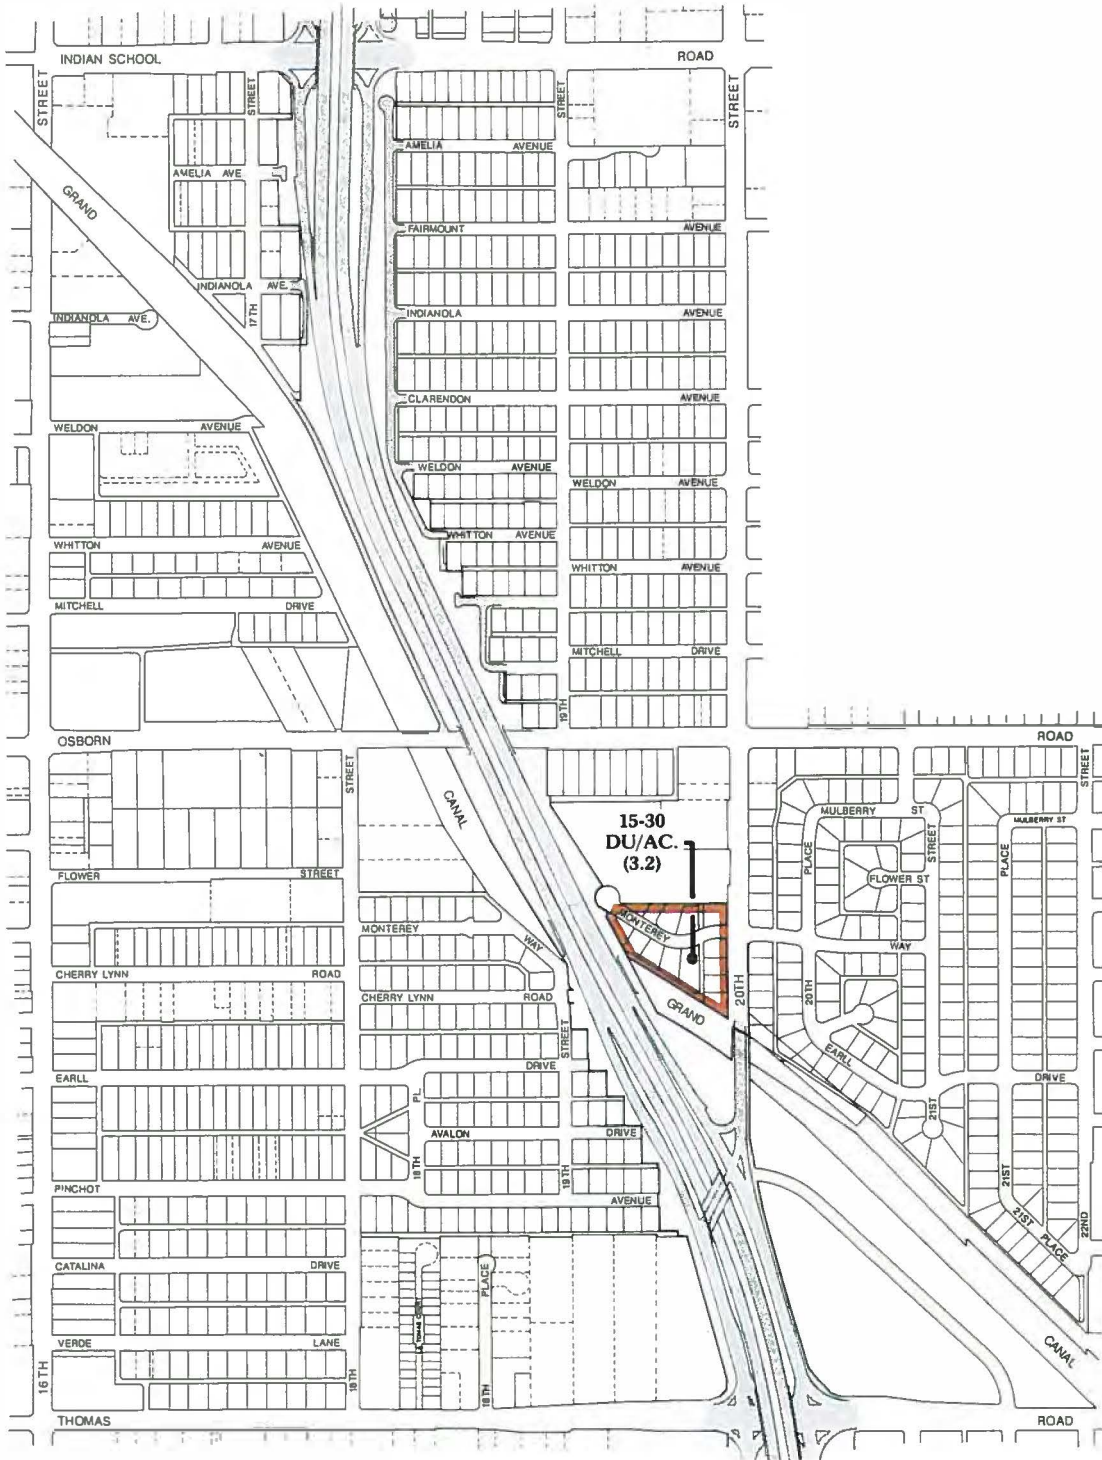 INDIAN SCHOOL
ROAD
STREET
STREET
STREET
STREET
AMELIA AVENUE
AMELIA AVE
GRAND
FAIRMOUNT AVENUE
INDIANOLA AVE.
INDIANOLA AVE.
17TH
INDIANOLA AVENUE
CLARENDON AVENUE
WELDON AVENUE
WELDON AVENUE
WELDON AVENUE
WHITTON AVENUE
WHITTON AVENUE
WHITTON AVENUE
MITCHELL DRIVE
MITCHELL DRIVE
19TH
OSBORN
ROAD
STREET
STREET
CANAL
15-30
DU/AC.
(3.2)
MULBERRY ST
MULBERRY ST
STREET
PLACE
PLACE
FLOWER STREET
FLOWER ST
MONTEREY
MONTEREY WAY
WAY
CHERRY LYNN ROAD
CHERRY LYNN ROAD
GRAND
20TH
20TH
STREET
EARLL
EARLL
DRIVE
DRIVE
21ST
PL
AVALON DRIVE
18TH
19TH
PINCHOT
AVENUE
21ST
21ST PLACE
22ND
CATALINA DRIVE
PLACE
VERDE LANE
CANAL
16TH
18TH
18TH
THOMAS
ROAD